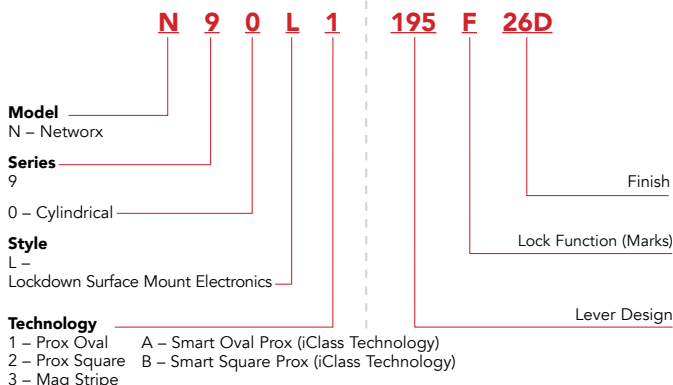 N 9 0 L 1 195 F 26D
Model
N – Networx
Series
9
Finish
0 – Cylindrical
Style
Lock Function (Marks)
L –
Lockdown Surface Mount Electronics
Lever Design
Technology
1 – Prox Oval A – Smart Oval Prox (iClass Technology)
2 – Prox Square B – Smart Square Prox (iClass Technology)
3 – Mag Stripe